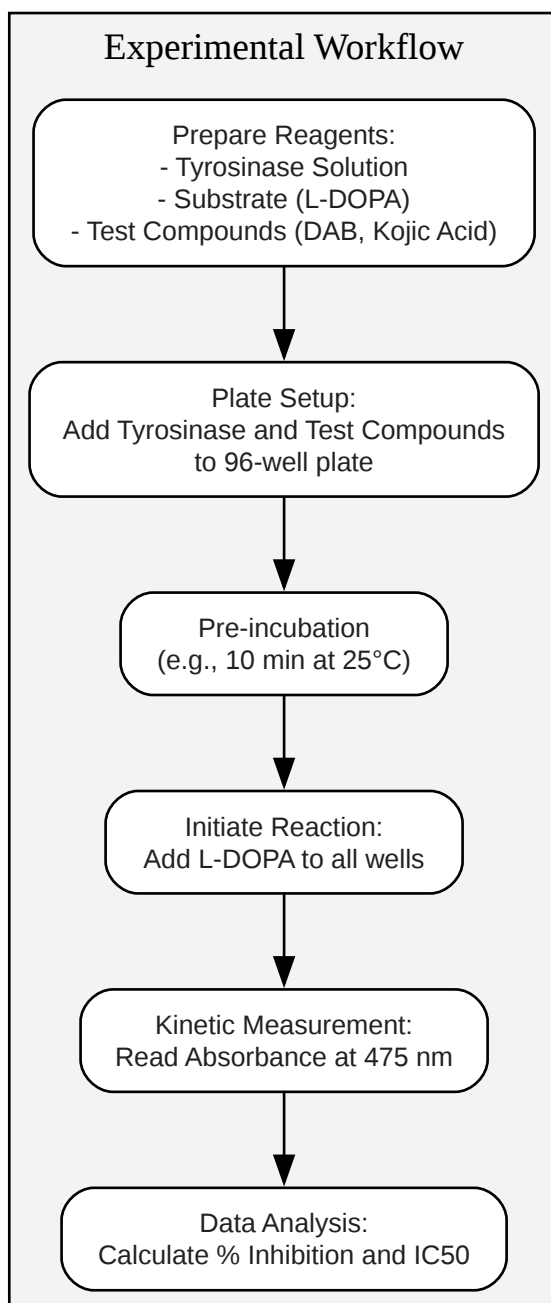 Experimental Workflow
Prepare Reagents:
- Tyrosinase Solution
- Substrate (L-DOPA)
- Test Compounds (DAB, Kojic Acid)
Plate Setup:
Add Tyrosinase and Test Compounds
to 96-well plate
Pre-incubation
(e.g., 10 min at 25°C)
Initiate Reaction:
Add L-DOPA to all wells
Kinetic Measurement:
Read Absorbance at 475 nm
Data Analysis:
Calculate % Inhibition and IC50